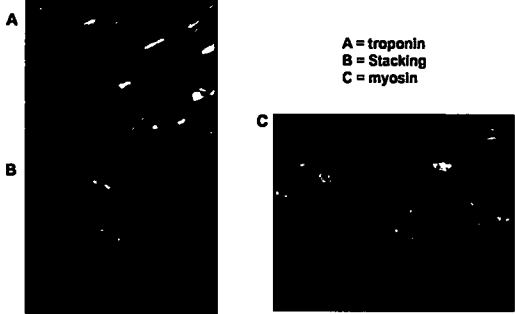 A
B
A = troponin
B = Stacking
C = myosin
C